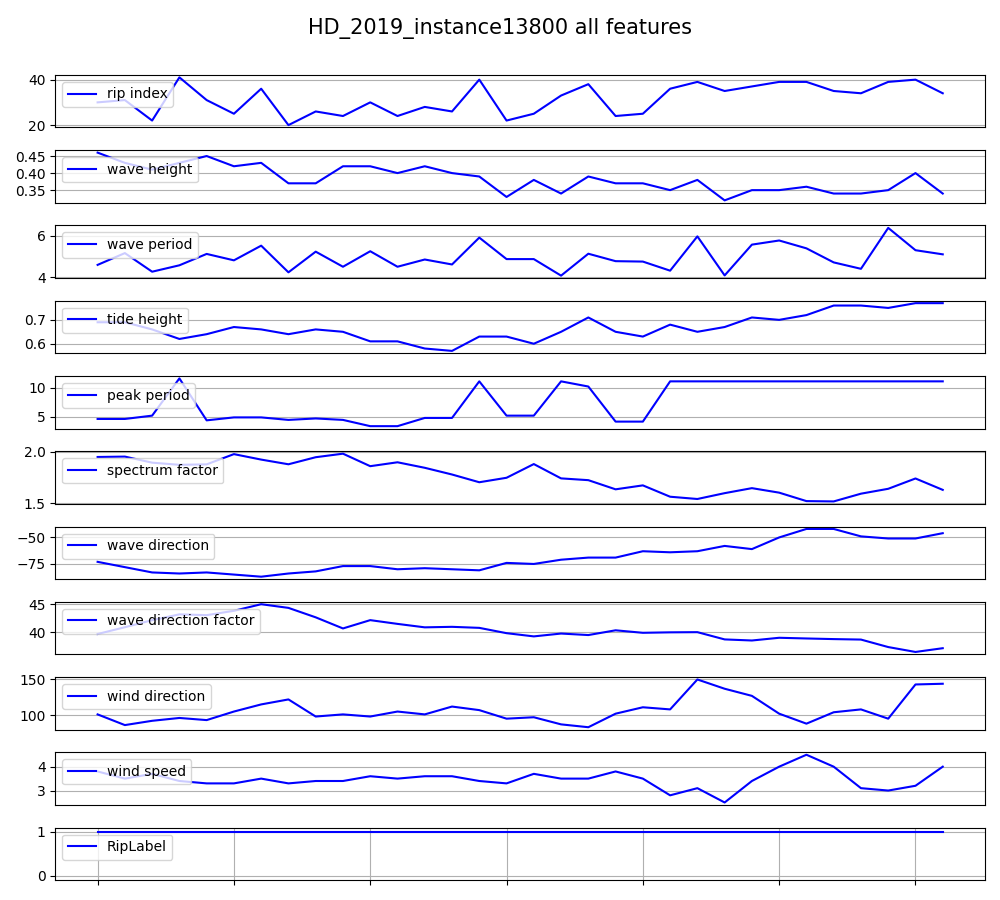 HD_2019_instance13800 all features
40
20
rip index
0.45
0.40
0.35
wave height
6
4
wave period
0.7
0.6
tide height
10
5
peak period
2.0
1.5
spectrum factor
−50
−75
wave direction
45
40
wave direction factor
150
100
wind direction
4
3
wind speed
1
0
RipLabel